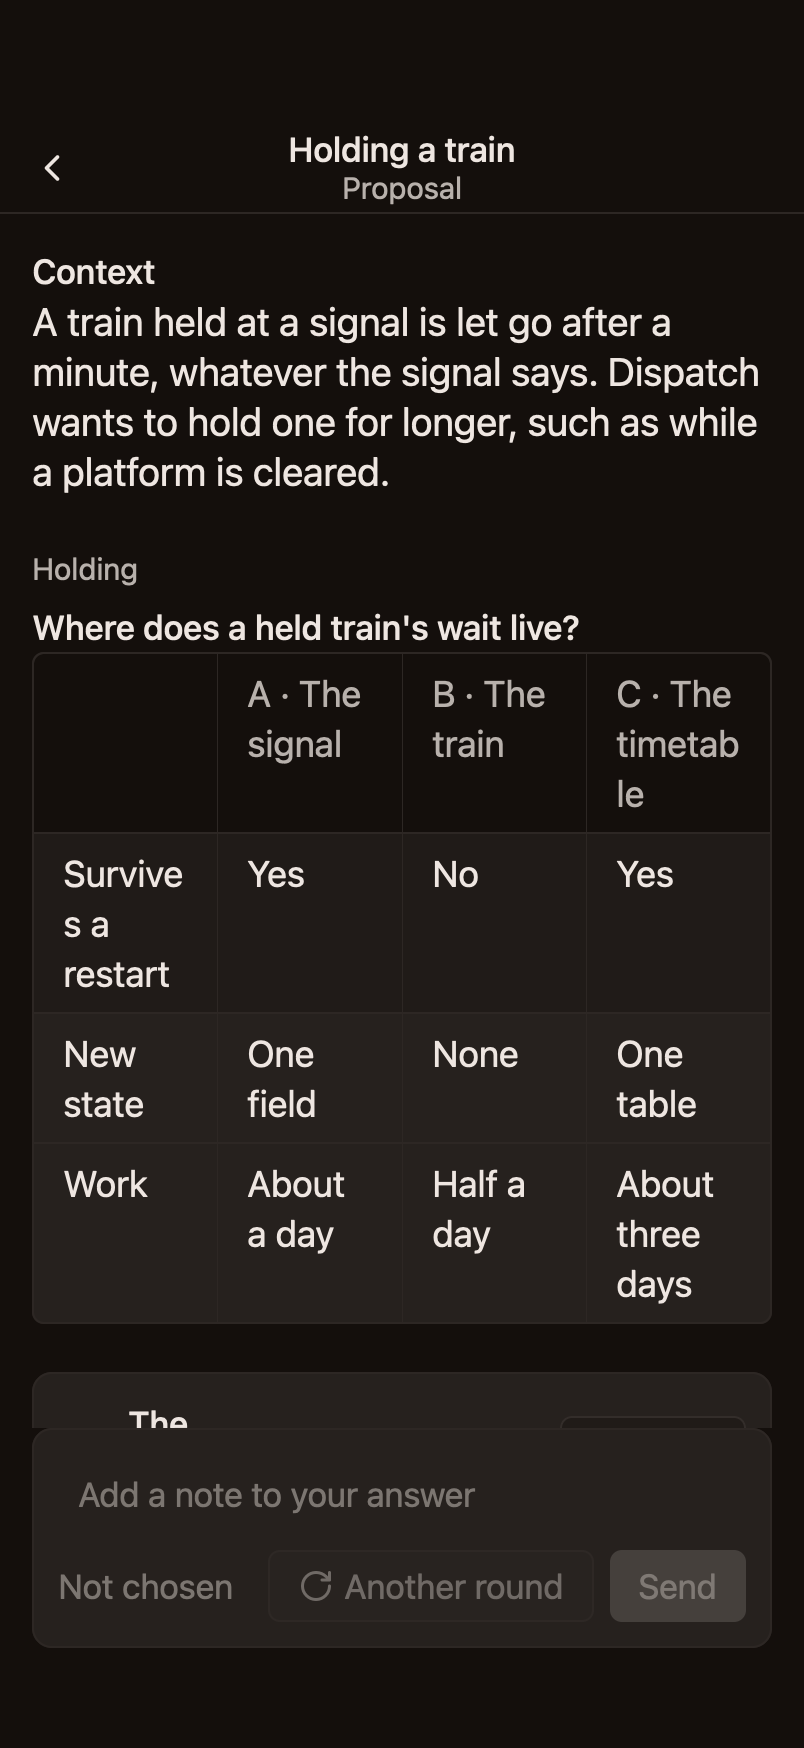 Holding a train
Proposal
Context
A train held at a signal is let go after a
minute, whatever the signal says. Dispatch
wants to hold one for longer, such as while
a platform is cleared.
Holding
Where does a held train's wait live?
A · The
signal
B · The
train
C · The
timetab
le
Survive
s a
restart
Yes
No
Yes
New
state
One
field
None
One
table
Work
About
a day
Half a
day
About
three
days
The
Add a note to your answer
Not chosen
Another round
Send